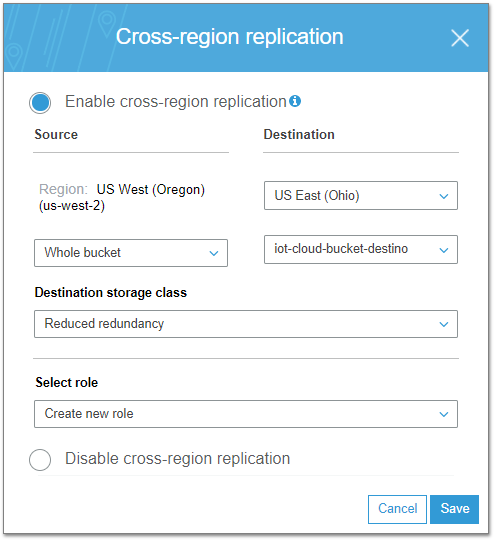 Cross-region replication
Enable cross-region replication
Source
Destination
Region: US West (Oregon)
(us-west-2)
US East (Ohio)
Whole bucket
iot-cloud-bucket-destino
Destination storage class
Reduced redundancy
Select role
Create new role
Disable cross-region replication
Cancel
Save